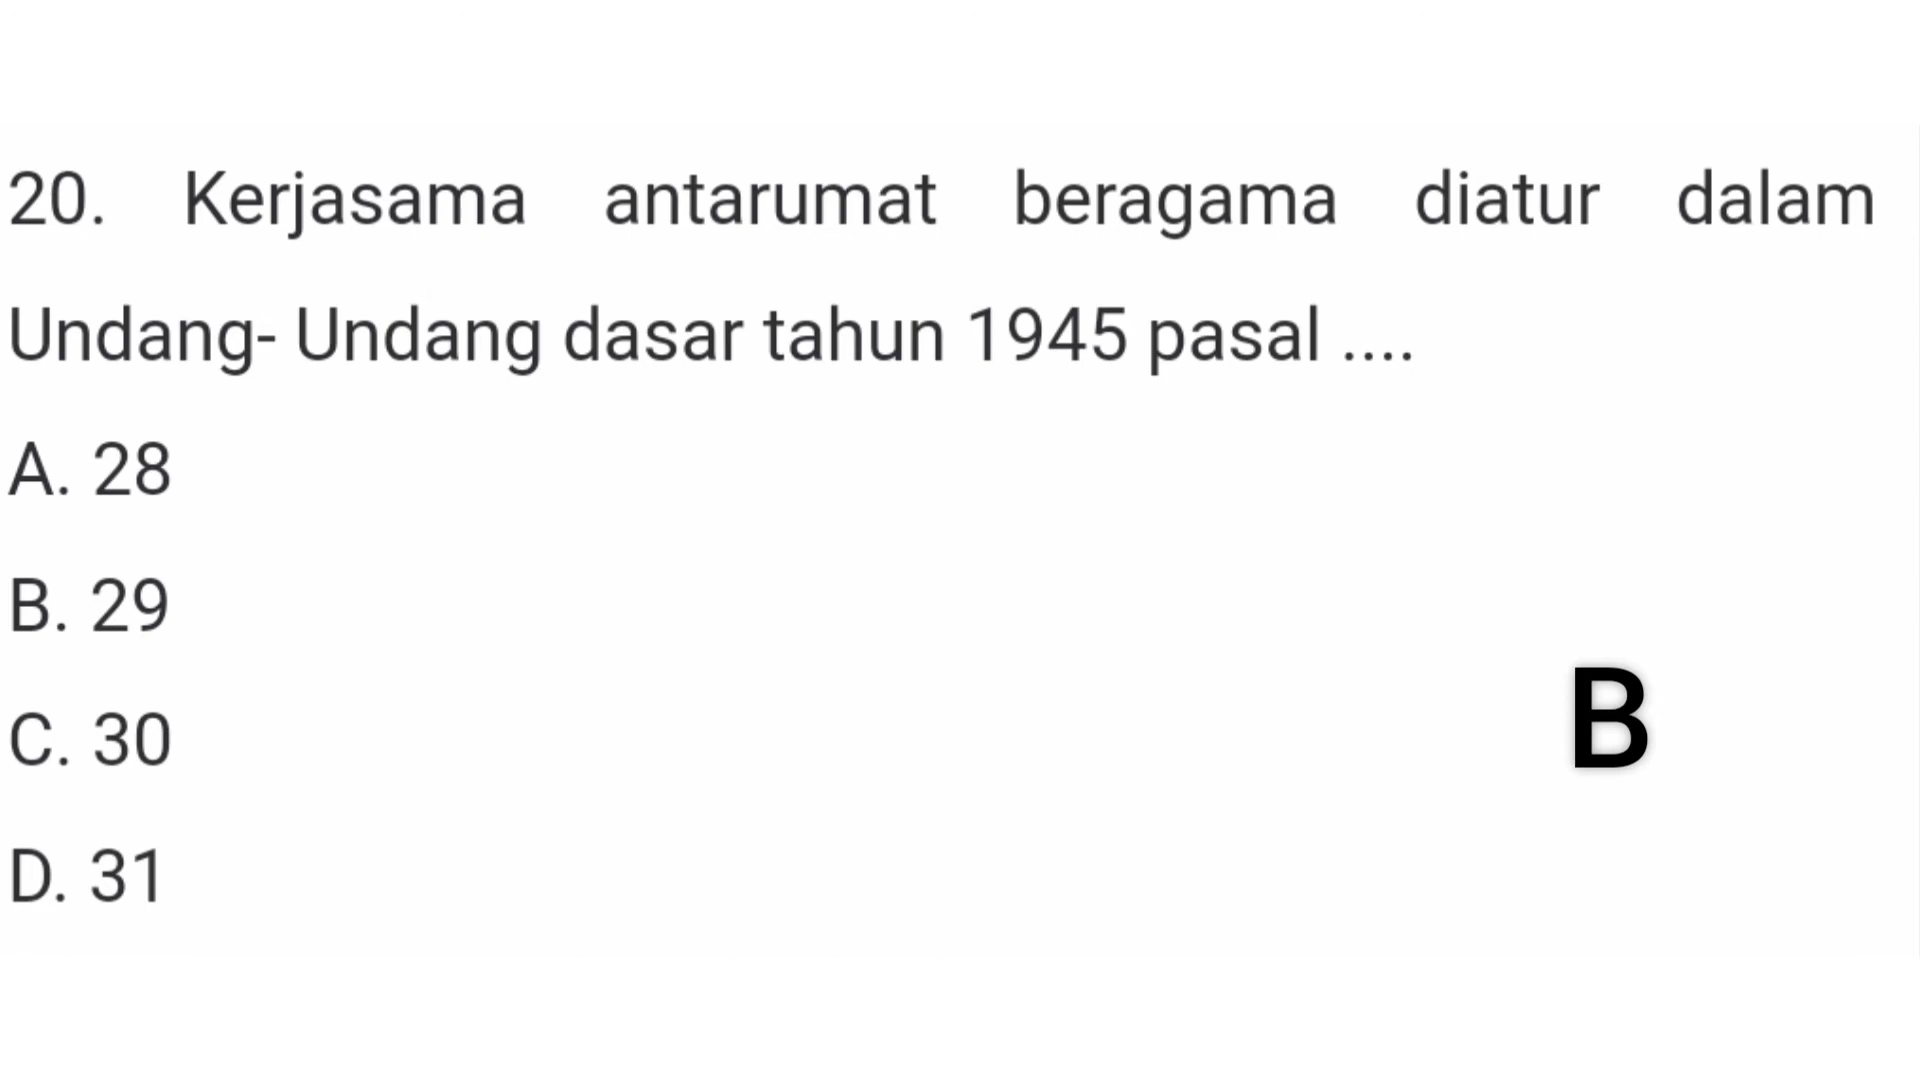 20. Kerjasama antarumat beragama diatur dalam
Undang- Undang dasar tahun 1945 pasal ....
A. 28
B. 29
C. 30
D. 31
B